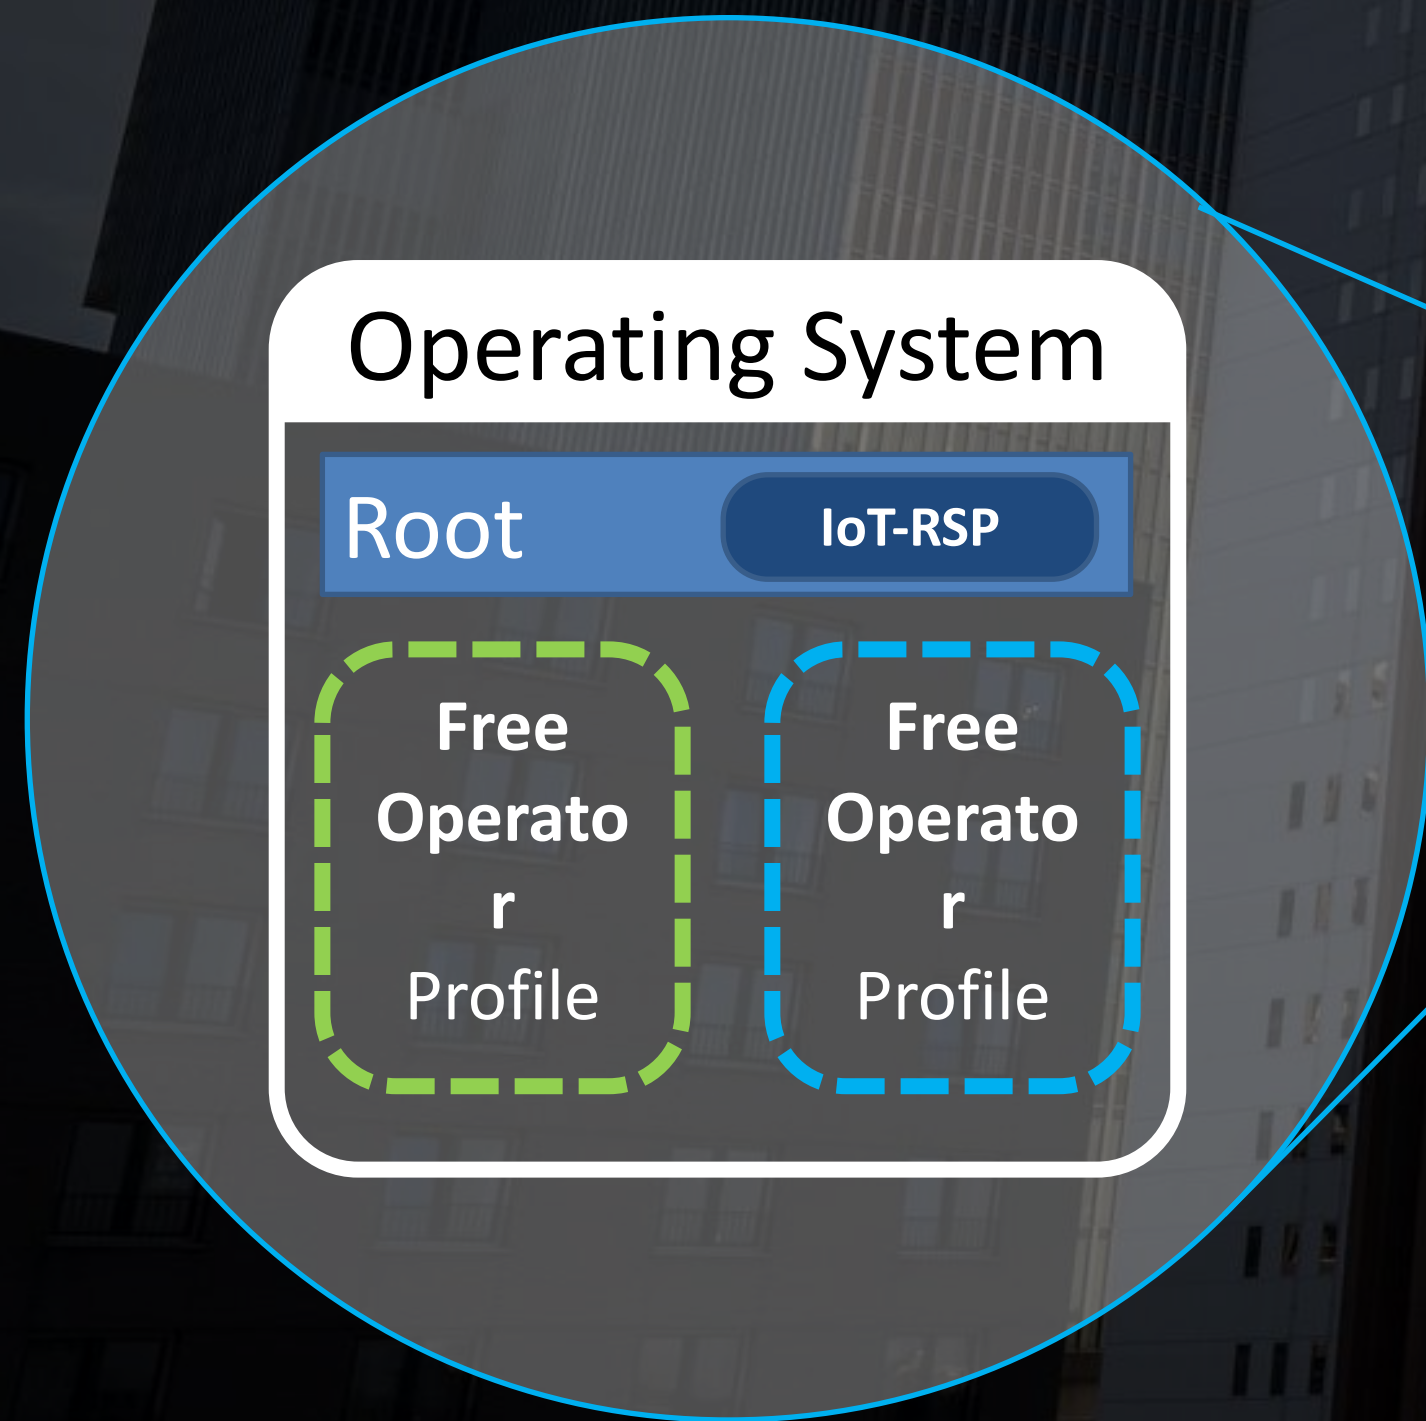 Operating System
Root
IoT-RSP
Free
Operato
r
Profile
Free
Operato
r
Profile